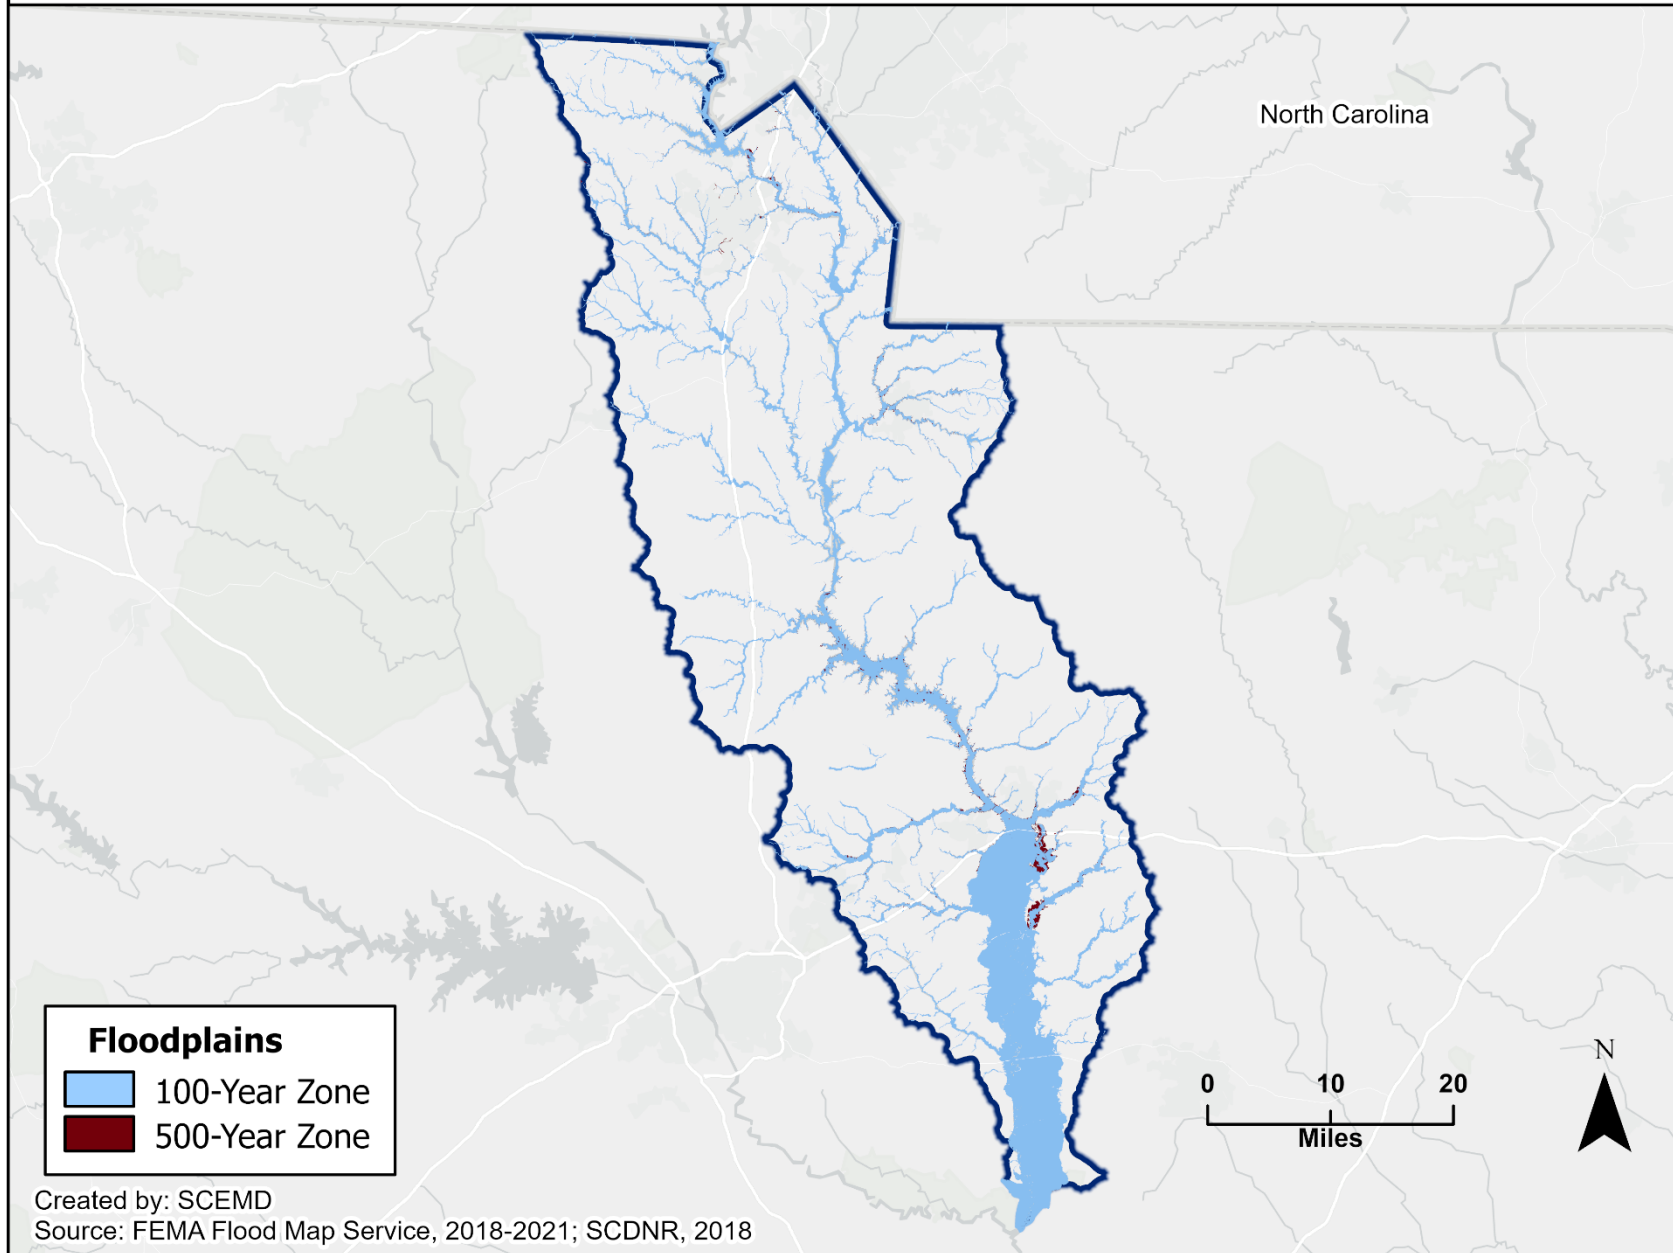 North Carolina
Floodplains
100-Year Zone
500-Year Zone
N
0 10 20
Miles
Created by: SCEMD
Source: FEMA Flood Map Service, 2018-2021; SCDNR, 2018